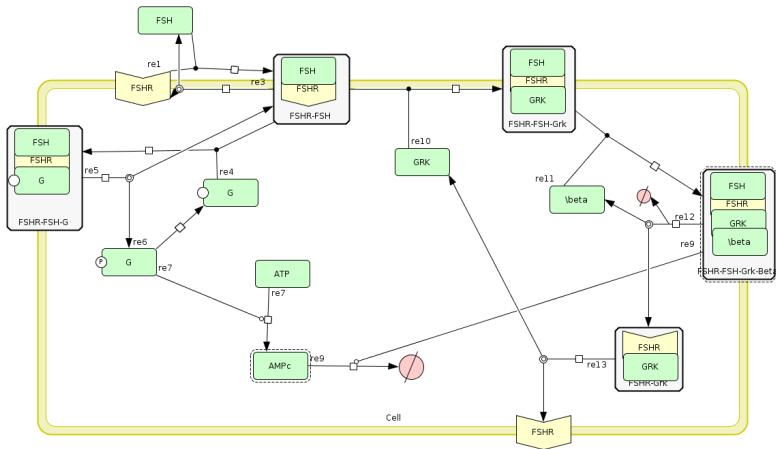 FSH
re1
FSHR
re3
FSH
FSHR
FSHR-FSH
FSH
FSHR
GRK
FSHR-FSH-Grk
FSH
FSHR
G
FSHR-FSH-G
re5
re4
G
re10
GRK
re11
\beta
re12
FSH
FSHR
GRK
\beta
FSHR-FSH-Grk-Beta
re9
re6
P
G
re7
ATP
re7
AMPc
re9
FSHR
GRK
FSHR-Grk
re13
Cell
FSHR